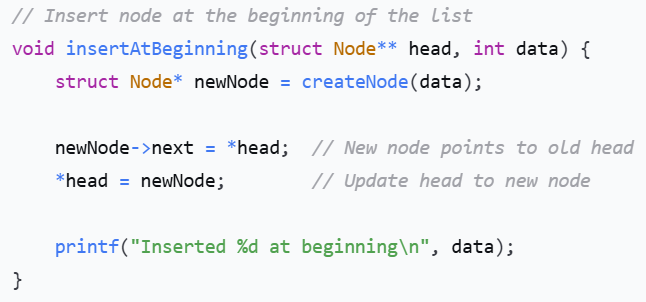 // Insert node at the beginning of the list
void insertAtBeginning(struct Node** head, int data) {
    struct Node* newNode = createNode(data);

    newNode->next = *head;  // New node points to old head
    *head = newNode;        // Update head to new node

    printf("Inserted %d at beginning\n", data);
}